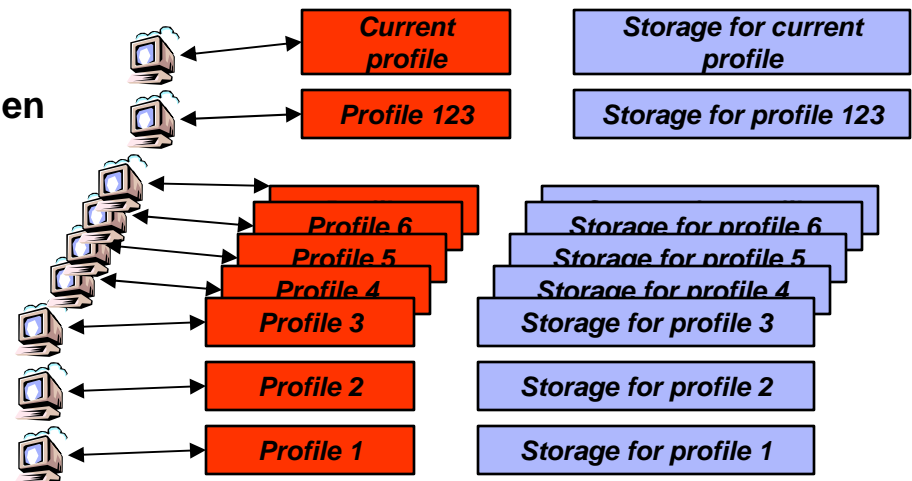 Current
profile
Storage for current
profile
en
Profile 123
Storage for profile 123
Profile 6
Storage for profile 6
Profile 5
Storage for profile 5
Profile 4
Storage for profile 4
Profile 3
Storage for profile 3
Profile 2
Storage for profile 2
Profile 1
Storage for profile 1